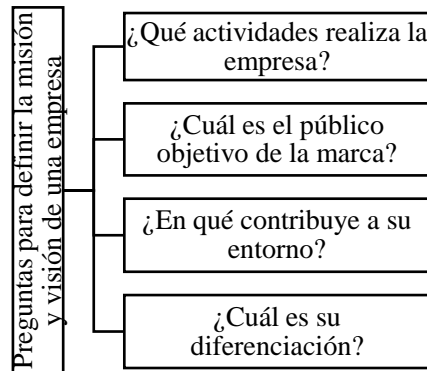 Preguntas para definir la misión
y visión de una empresa
¿Qué actividades realiza la
empresa?
¿Cuál es el público
objetivo de la marca?
¿En qué contribuye a su
entorno?
¿Cuál es su
diferenciación?